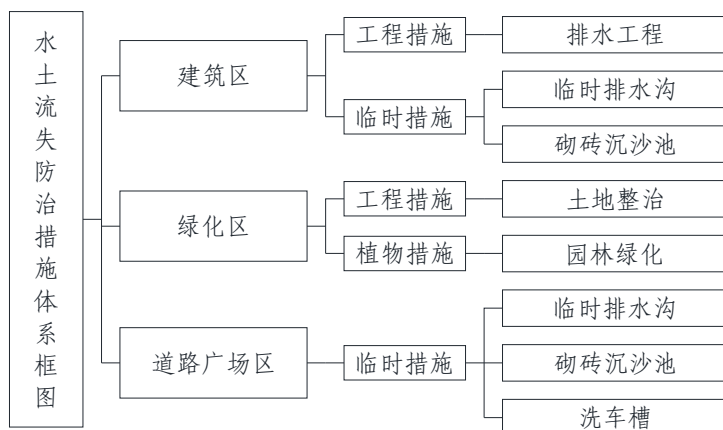 水土流失防治措施体系框图
建筑区
工程措施
排水工程
临时措施
临时排水沟
砌砖沉沙池
绿化区
工程措施
土地整治
植物措施
园林绿化
道路广场区
临时措施
临时排水沟
砌砖沉沙池
洗车槽